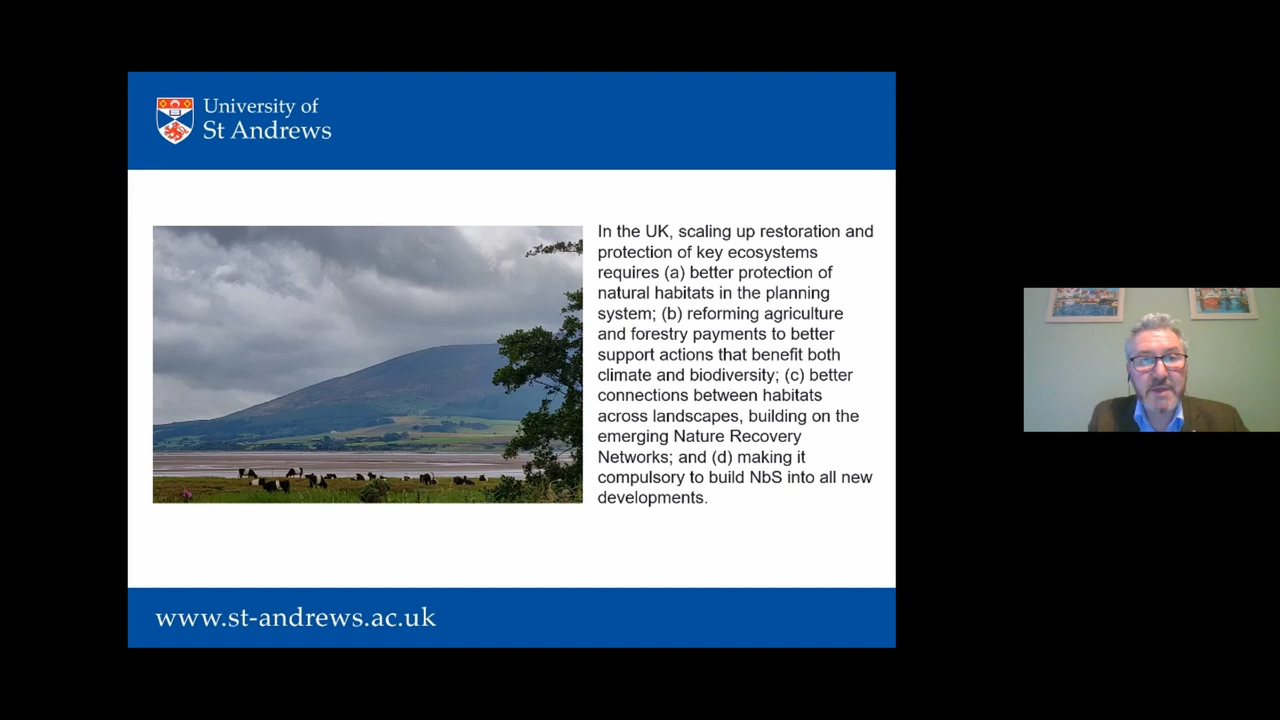 University of
St Andrews
In the UK, scaling up restoration and
protection of key ecosystems
requires (a) better protection of
natural habitats in the planning
system; (b) reforming agriculture
and forestry payments to better
support actions that benefit both
climate and biodiversity; (c) better
connections between habitats
across landscapes, building on the
emerging Nature Recovery
Networks; and (d) making it
compulsory to build NbS into all new
developments.
www.st-andrews.ac.uk